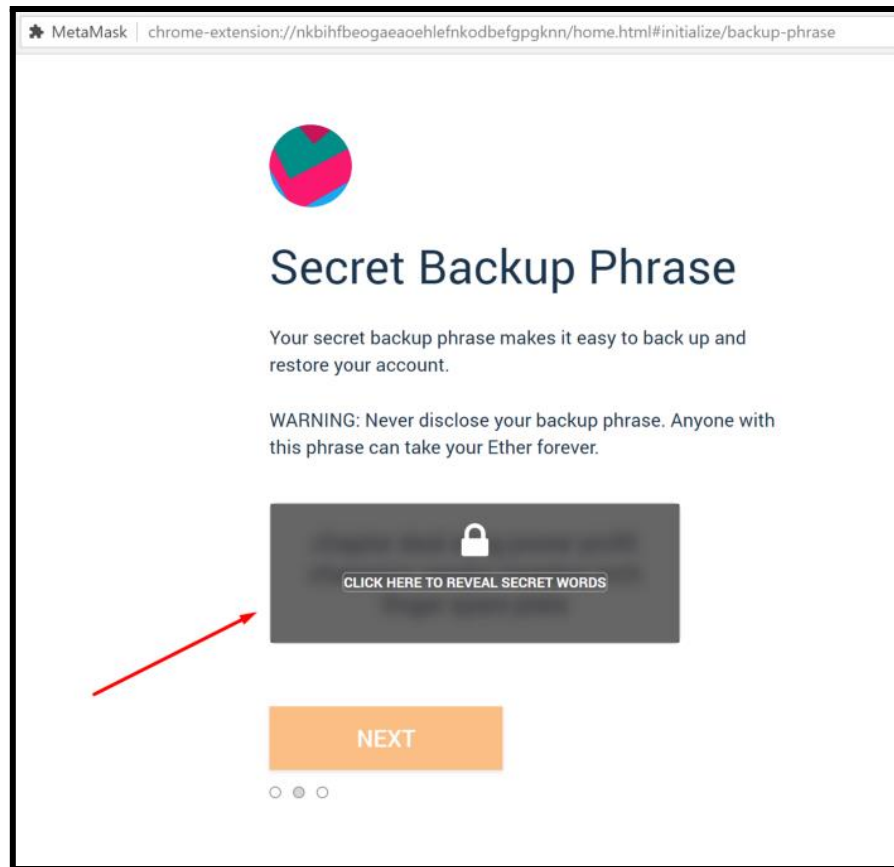 MetaMask chrome-extension://nkbihfbeogaeaoehlefnkodbefgpgknn/home.html#initialize/backup-phrase
Secret Backup Phrase
Your secret backup phrase makes it easy to back up and
restore your account.
WARNING: Never disclose your backup phrase. Anyone with
this phrase can take your Ether forever.
CLICK HERE TO REVEAL SECRET WORDS
NEXT